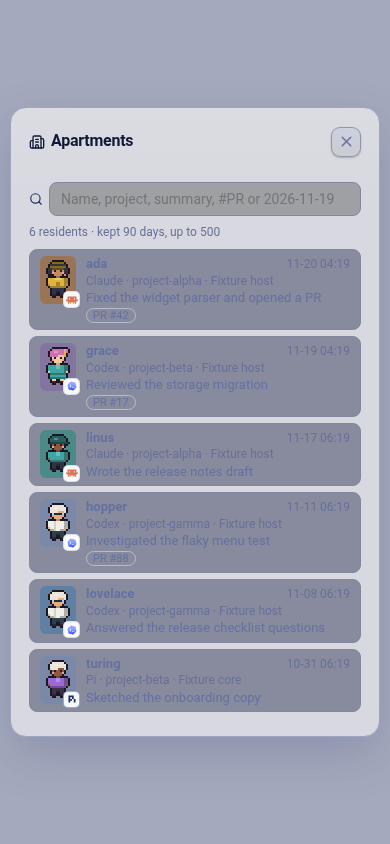 Apartments
Name, project, summary, #PR or 2026-11-19
6 residents · kept 90 days, up to 500
ada 11-20 04:19
Claude · project-alpha · Fixture host
Fixed the widget parser and opened a PR
PR #42
grace 11-19 04:19
Codex · project-beta · Fixture host
Reviewed the storage migration
PR #17
linus 11-17 06:19
Claude · project-alpha · Fixture host
Wrote the release notes draft
hopper 11-11 06:19
Codex · project-gamma · Fixture host
Investigated the flaky menu test
PR #88
lovelace 11-08 06:19
Codex · project-gamma · Fixture host
Answered the release checklist questions
turing 10-31 06:19
Pi · project-beta · Fixture core
Sketched the onboarding copy